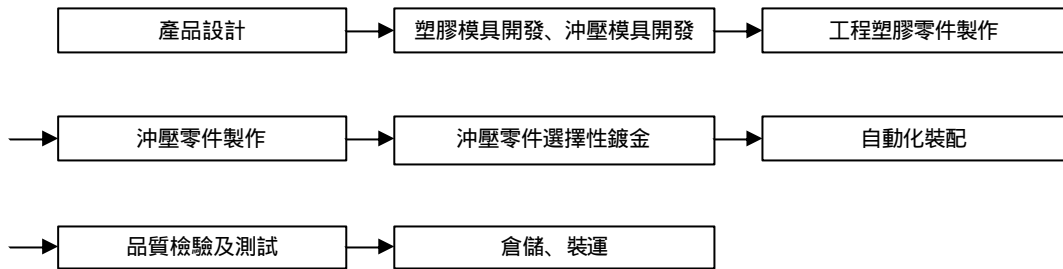 產品設計
塑膠模具開發、沖壓模具開發
工程塑膠零件製作
沖壓零件製作
沖壓零件選擇性鍍金
自動化裝配
品質檢驗及測試
倉儲、裝運